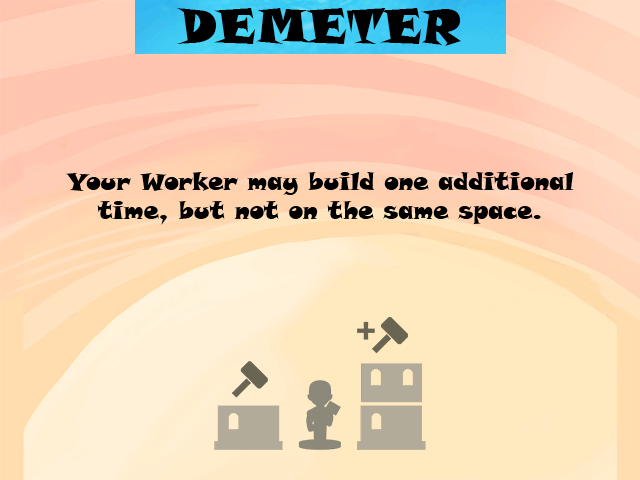 DEMETER
Your Worker may build one additional
time, but not on the same space.
+